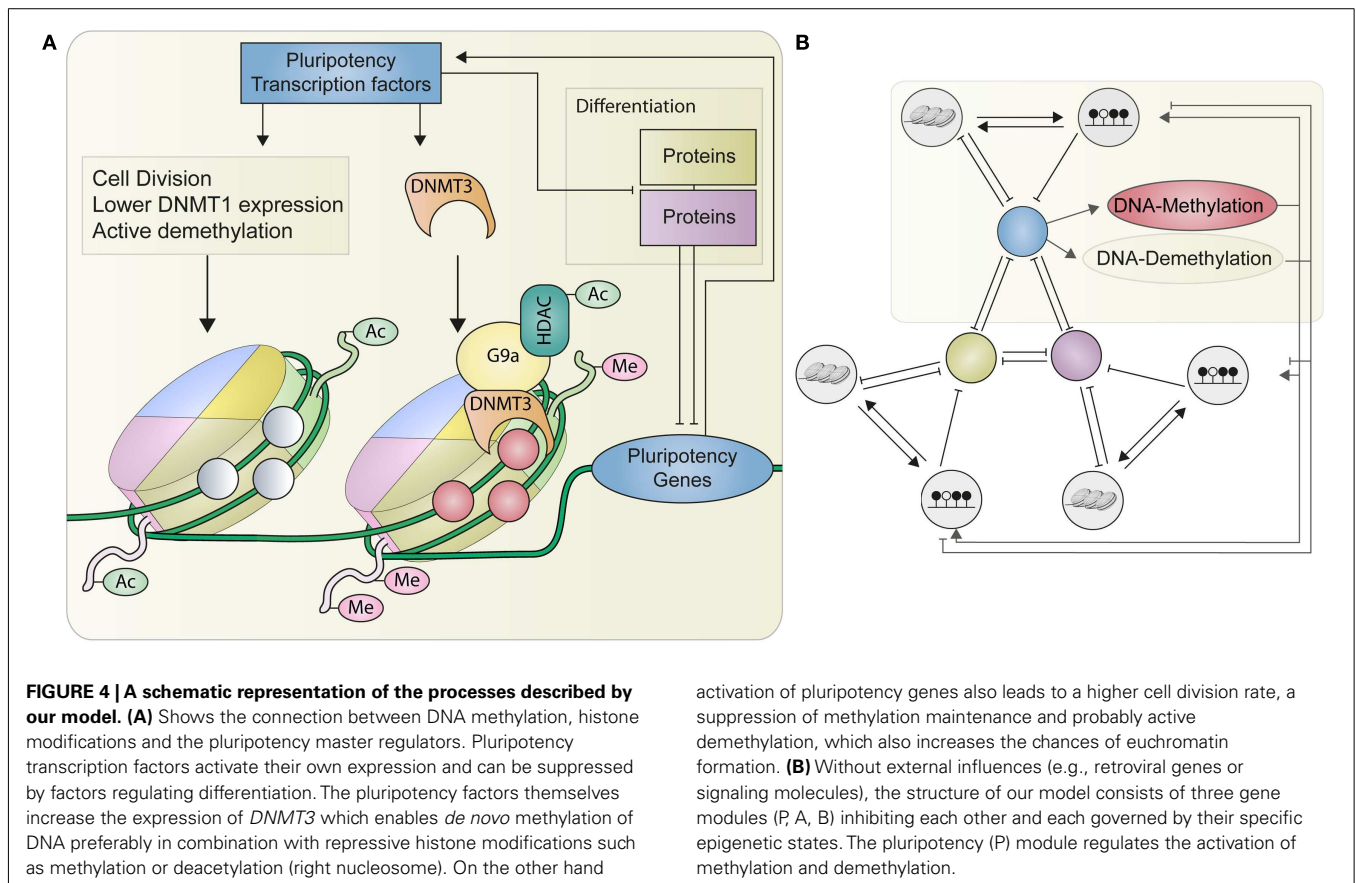 A
Pluripotency
Transcription factors
Differentiation
Proteins
Proteins
Cell Division
Lower DNMT1 expression
Active demethylation
DNMT3
Ac
HDAC
G9a
Ac
Me
DNMT3
Pluripotency
Genes
Ac
Me
Me
B
DNA-Methylation
DNA-Demethylation
FIGURE 4 | A schematic representation of the processes described by
our model. (A) Shows the connection between DNA methylation, histone
modifications and the pluripotency master regulators. Pluripotency
transcription factors activate their own expression and can be suppressed
by factors regulating differentiation. The pluripotency factors themselves
increase the expression of DNMT3 which enables de novo methylation of
DNA preferably in combination with repressive histone modifications such
as methylation or deacetylation (right nucleosome). On the other hand
activation of pluripotency genes also leads to a higher cell division rate, a
suppression of methylation maintenance and probably active
demethylation, which also increases the chances of euchromatin
formation. (B) Without external influences (e.g., retroviral genes or
signaling molecules), the structure of our model consists of three gene
modules (P, A, B) inhibiting each other and each governed by their specific
epigenetic states. The pluripotency (P) module regulates the activation of
methylation and demethylation.